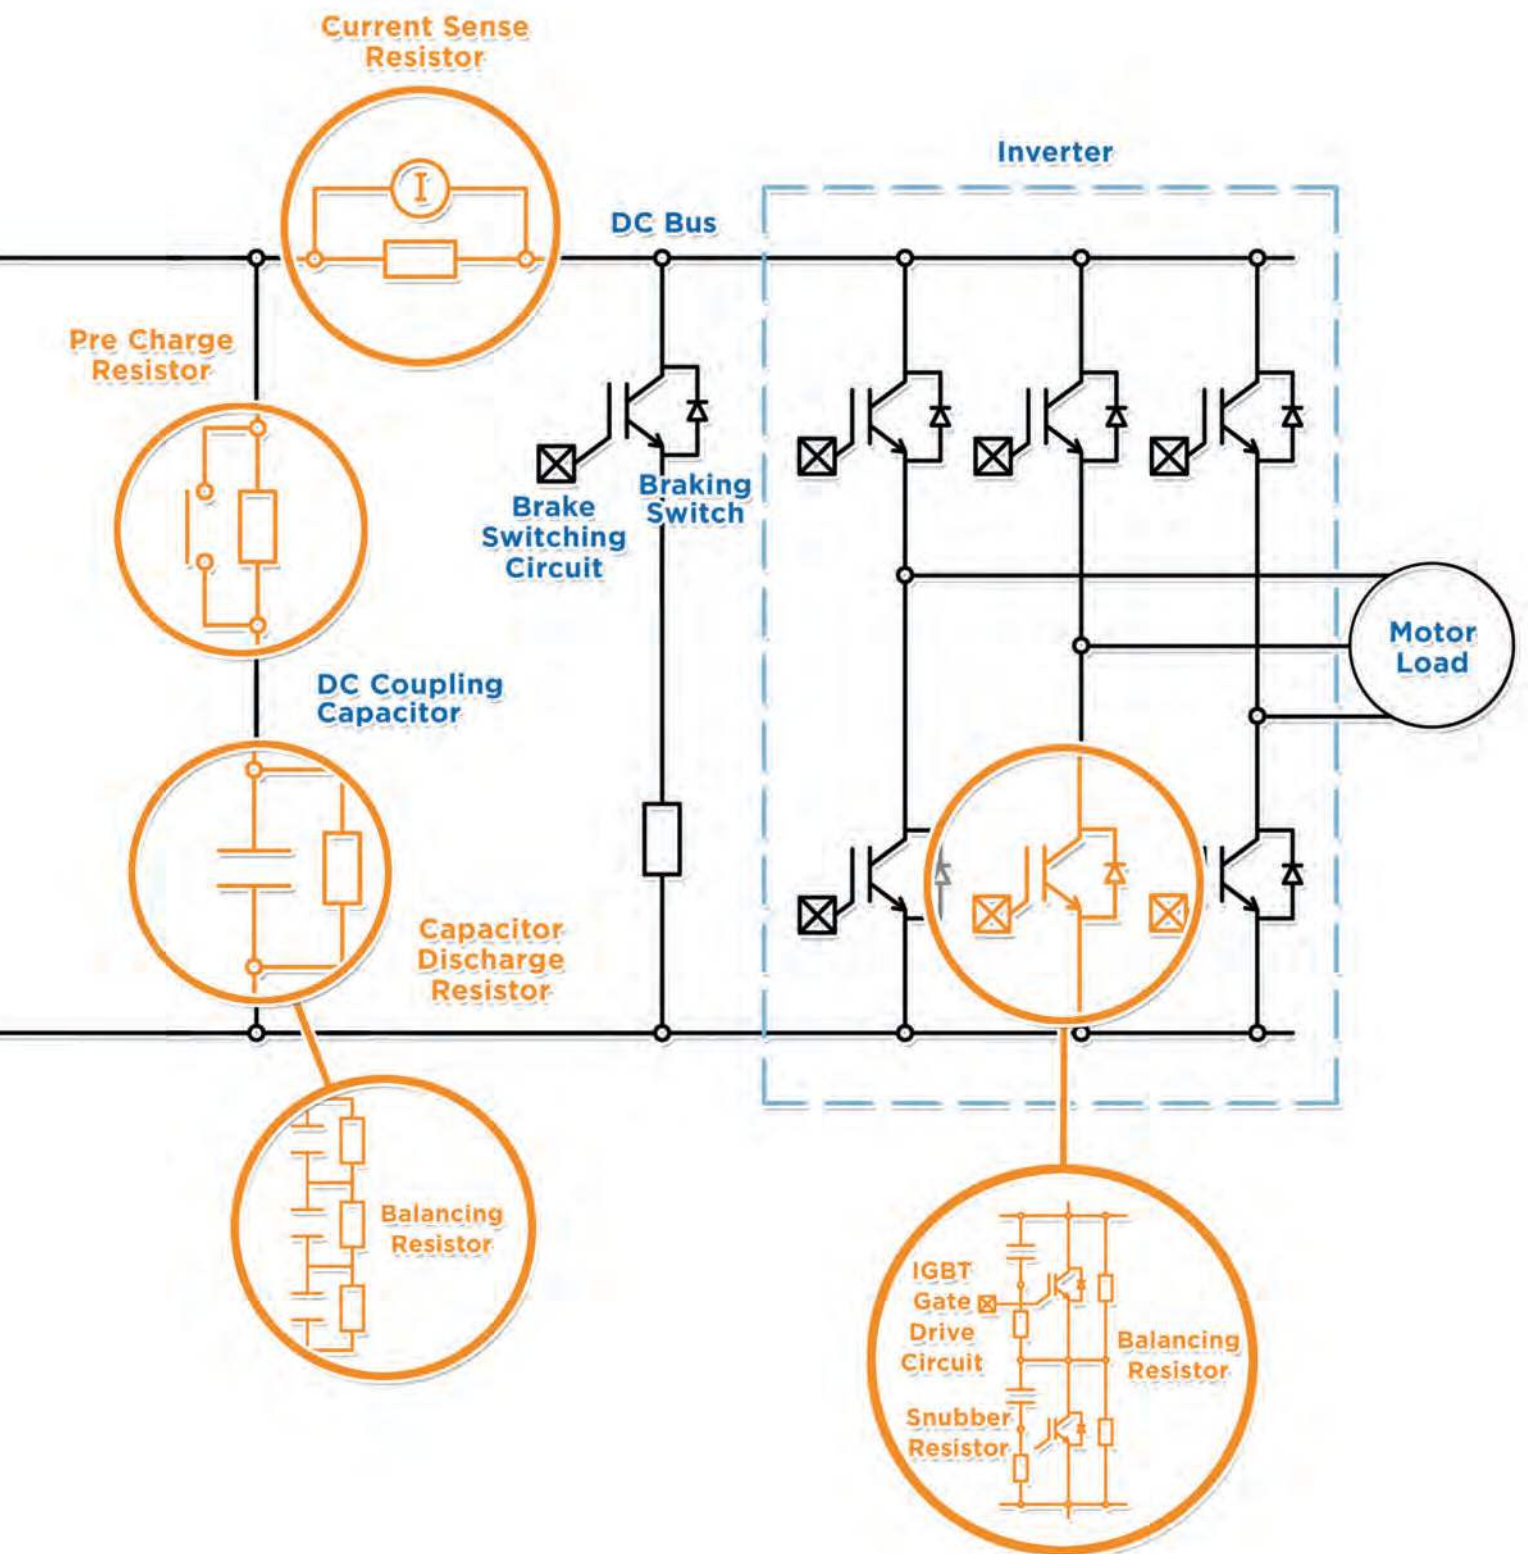 Current Sense
Resistor
I
Inverter
DC Bus
Pre Charge
Resistor
Braking
Switch
Brake
Switching
Circuit
Motor
Load
DC Coupling
Capacitor
Capacitor
Discharge
Resistor
Balancing
Resistor
IGBT
Gate
Drive
Circuit
Balancing
Resistor
Snubber
Resistor